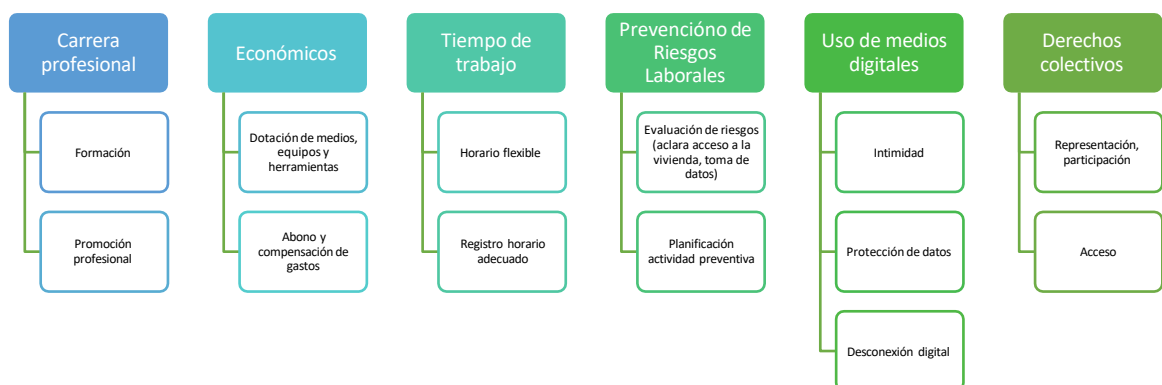 Carrera
profesional
Formación
Promoción
profesional
Económicos
Dotación de medios,
equipos y
herramientas
Abono y
compensación de
gastos
Tiempo de
trabajo
Horario flexible
Registro horario
adecuado
Prevencióno de
Riesgos
Laborales
Evaluación de riesgos
(aclara acceso a la
vivienda, toma de
datos)
Planificación
actividad preventiva
Uso de medios
digitales
Intimidad
Protección de datos
Desconexión digital
Derechos
colectivos
Representación,
participación
Acceso